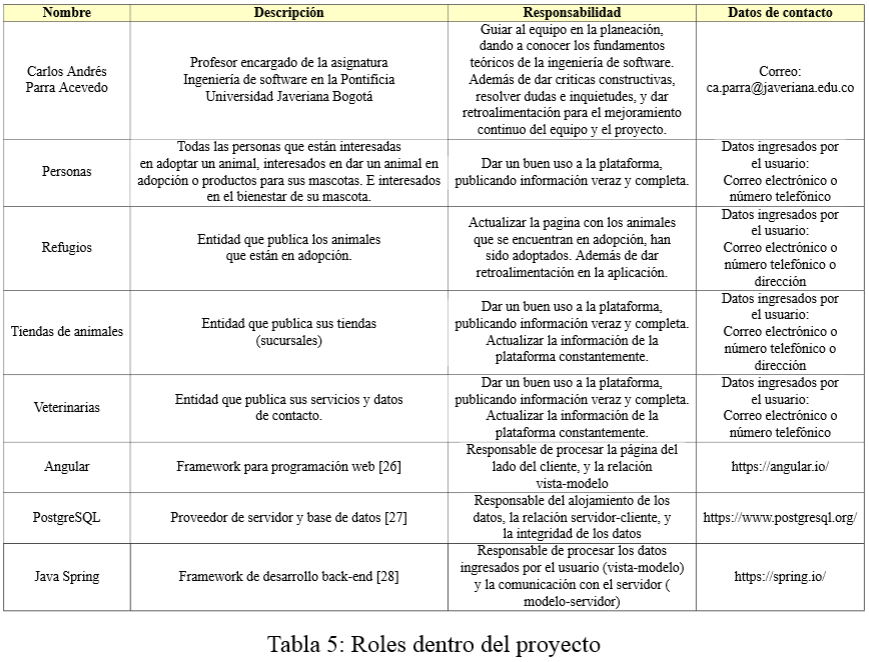 Nombre Descripción Responsabilidad Datos de contacto
Carlos Andrés
Parra Acevedo
Profesor encargado de la asignatura
Ingeniería de software en la Pontificia
Universidad Javeriana Bogotá
Guiar al equipo en la planeación,
dando a conocer los fundamentos
teóricos de la ingeniería de software.
Además de dar criticas constructivas,
resolver dudas e inquietudes, y dar
retroalimentación para el mejoramiento
continuo del equipo y el proyecto.
Correo:
ca.parra@javeriana.edu.co
Personas
Todas las personas que están interesadas
en adoptar un animal, interesados en dar un animal en
adopción o productos para sus mascotas. E interesados
en el bienestar de su mascota.
Dar un buen uso a la plataforma,
publicando información veraz y completa.
Datos ingresados por
el usuario:
Correo electrónico o
número telefónico
Refugios
Entidad que publica los animales
que están en adopción.
Actualizar la pagina con los animales
que se encuentran en adopción, han
sido adoptados. Además de dar
retroalimentación en la aplicación.
Datos ingresados por
el usuario:
Correo electrónico o
número telefónico o
dirección
Tiendas de animales
Entidad que publica sus tiendas
(sucursales)
Dar un buen uso a la plataforma,
publicando información veraz y completa.
Actualizar la información de la
plataforma constantemente.
Datos ingresados por
el usuario:
Correo electrónico o
número telefónico o
dirección
Veterinarias
Entidad que publica sus servicios y datos
de contacto.
Dar un buen uso a la plataforma,
publicando información veraz y completa.
Actualizar la información de la
plataforma constantemente.
Datos ingresados por
el usuario:
Correo electrónico o
número telefónico
Angular
Framework para programación web [26]
Responsable de procesar la página del
lado del cliente, y la relación
vista-modelo
https://angular.io/
PostgreSQL
Proveedor de servidor y base de datos [27]
Responsable del alojamiento de los
datos, la relación servidor-cliente, y
la integridad de los datos
https://www.postgresql.org/
Java Spring
Framework de desarrollo back-end [28]
Responsable de procesar los datos
ingresados por el usuario (vista-modelo)
y la comunicación con el servidor (
modelo-servidor)
https://spring.io/
Tabla 5: Roles dentro del proyecto